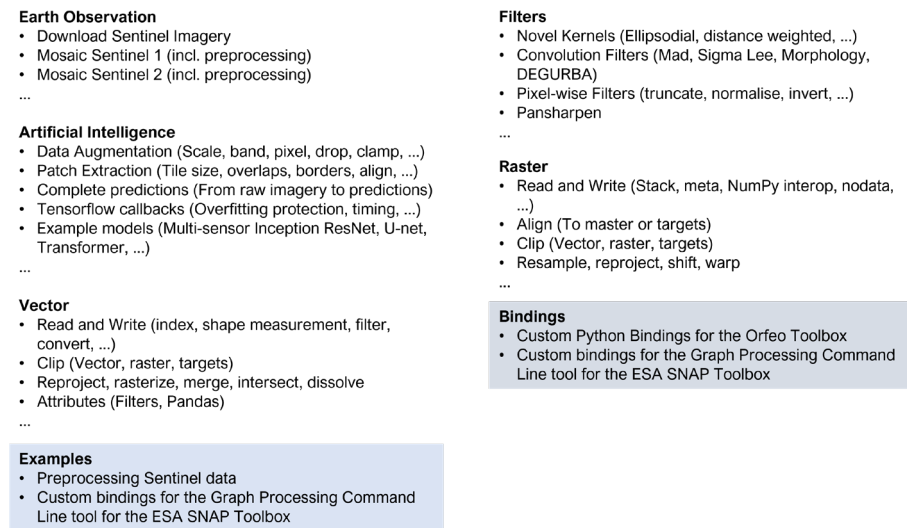 Earth Observation
• Download Sentinel Imagery
• Mosaic Sentinel 1 (incl. preprocessing)
• Mosaic Sentinel 2 (incl. preprocessing)
...
Artificial Intelligence
• Data Augmentation (Scale, band, pixel, drop, clamp, ...)
• Patch Extraction (Tile size, overlaps, borders, align, ...)
• Complete predictions (From raw imagery to predictions)
• Tensorflow callbacks (Overfitting protection, timing, ...)
• Example models (Multi-sensor Inception ResNet, U-net,
Transformer, ...)
...
Vector
• Read and Write (index, shape measurement, filter,
convert, ...)
• Clip (Vector, raster, targets)
• Reproject, rasterize, merge, intersect, dissolve
• Attributes (Filters, Pandas)
...
Examples
• Preprocessing Sentinel data
• Custom bindings for the Graph Processing Command
Line tool for the ESA SNAP Toolbox
Filters
• Novel Kernels (Ellipsodial, distance weighted, ...)
• Convolution Filters (Mad, Sigma Lee, Morphology,
DEGURBA)
• Pixel-wise Filters (truncate, normalise, invert, ...)
• Pansharpen
...
Raster
• Read and Write (Stack, meta, NumPy interop, nodata,
...)
• Align (To master or targets)
• Clip (Vector, raster, targets)
• Resample, reproject, shift, warp
...
Bindings
• Custom Python Bindings for the Orfeo Toolbox
• Custom bindings for the Graph Processing Command
Line tool for the ESA SNAP Toolbox